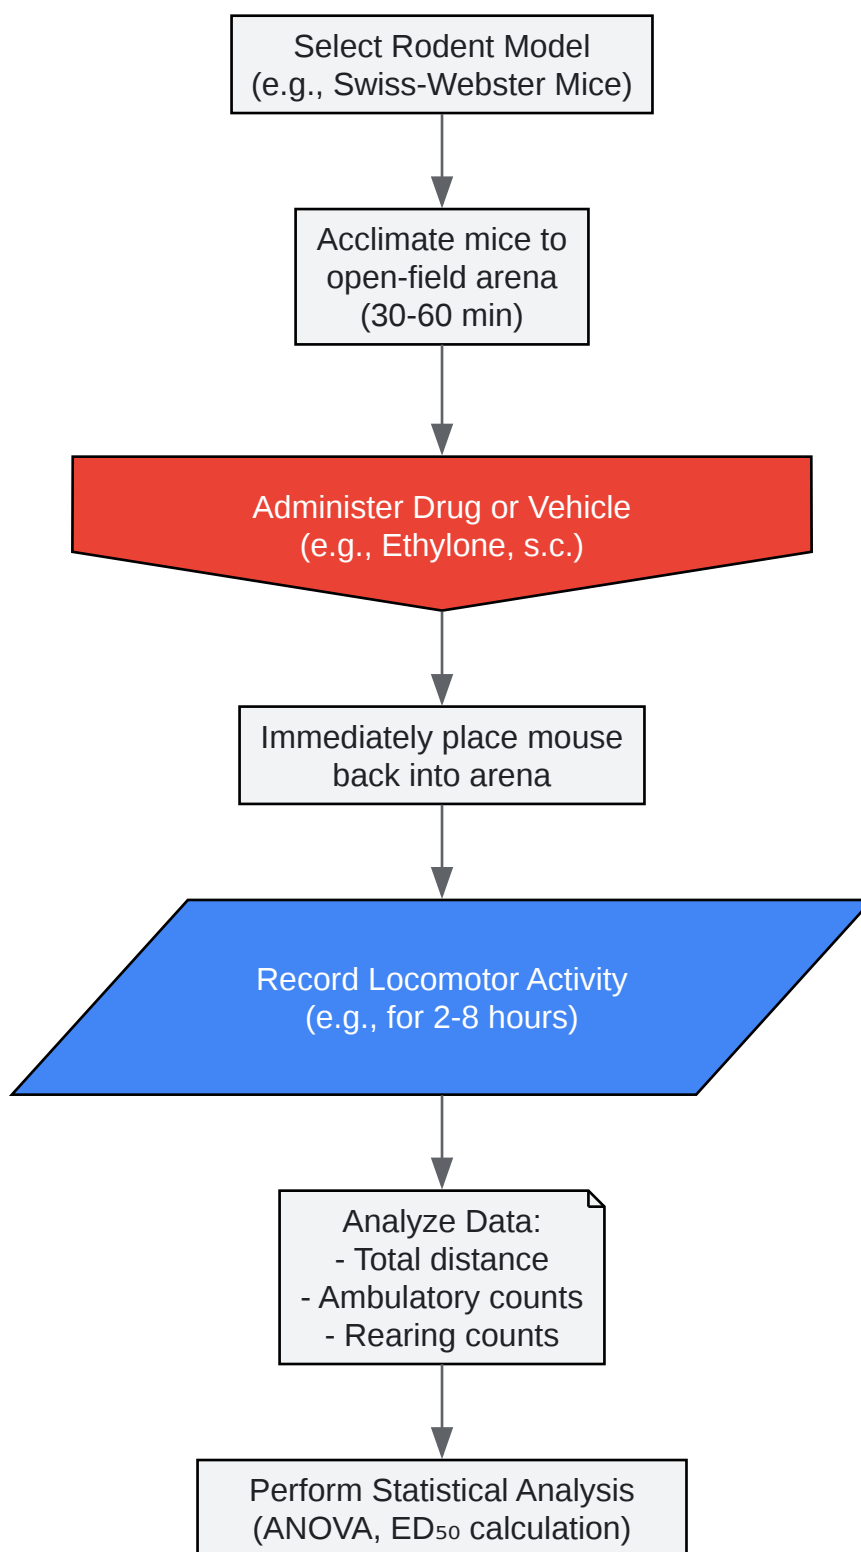 Select Rodent Model
(e.g., Swiss-Webster Mice)
Acclimate mice to
open-field arena
(30-60 min)
Administer Drug or Vehicle
(e.g., Ethylone, s.c.)
Immediately place mouse
back into arena
Record Locomotor Activity
(e.g., for 2-8 hours)
Analyze Data:
- Total distance
- Ambulatory counts
- Rearing counts
Perform Statistical Analysis
(ANOVA, ED₅₀ calculation)